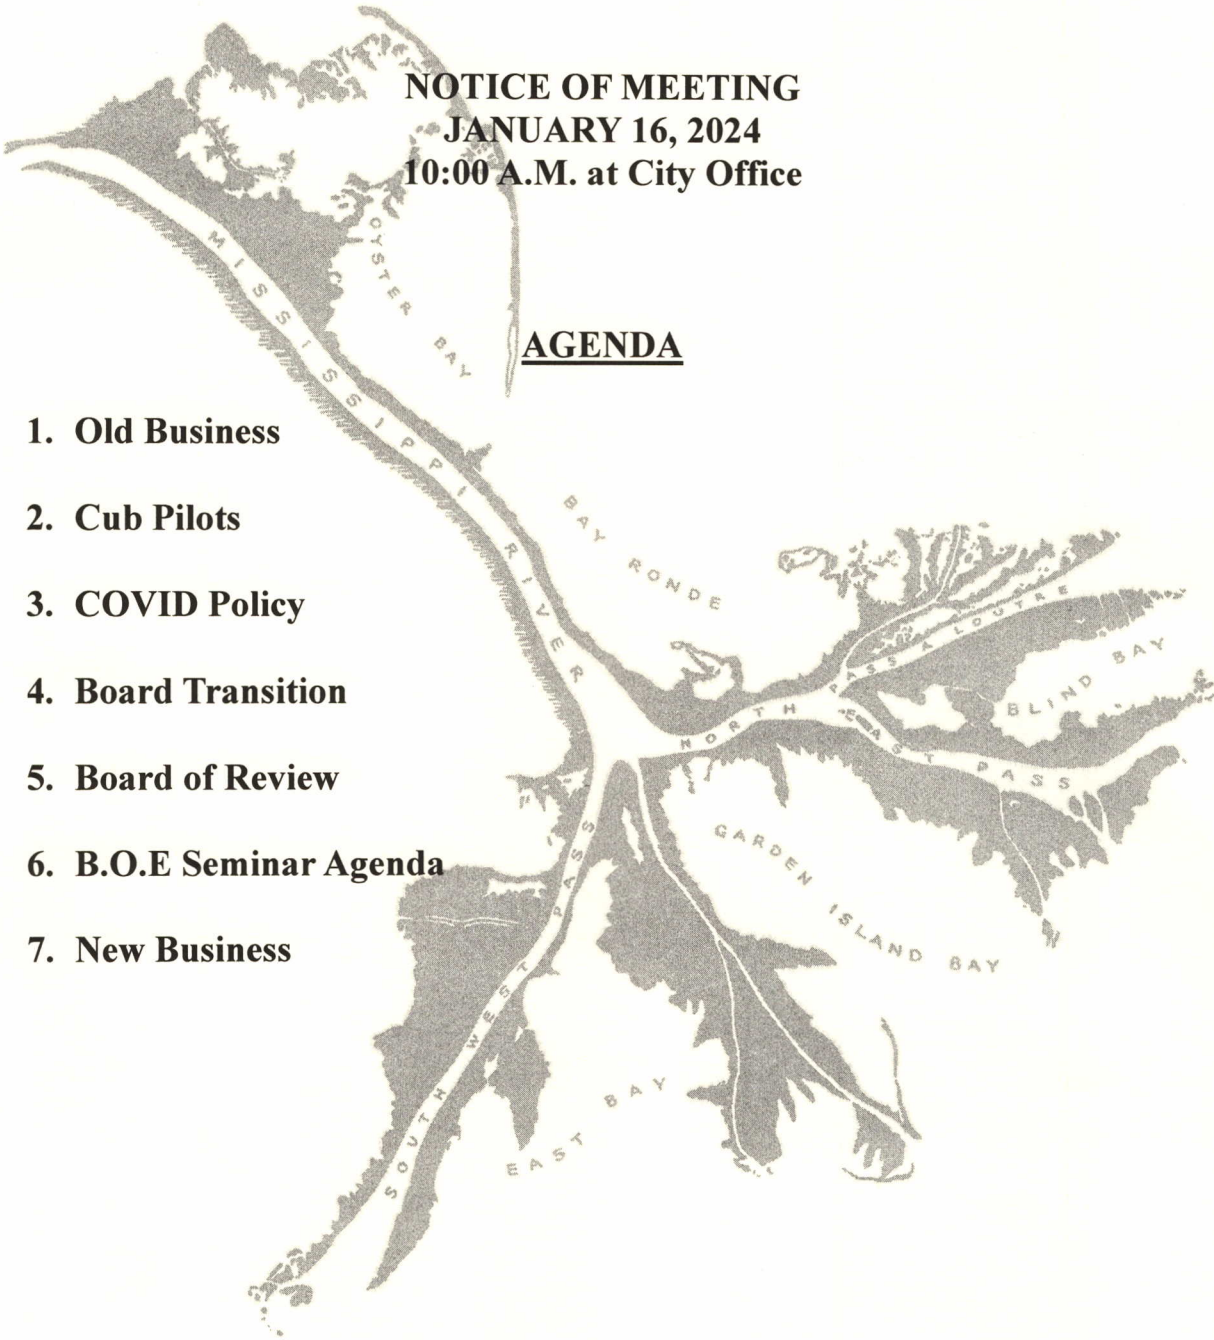 NOTICE OF MEETING
JANUARY 16, 2024
10:00 A.M. at City Office
AGENDA
1. Old Business
2. Cub Pilots
3. COVID Policy
4. Board Transition
5. Board of Review
6. B.O.E Seminar Agenda
7. New Business
MISSISSIPPI RIVER
OYSTER BAY
BAY RONDE
PASS A LOUTRE
BLIND BAY
NORTH EAST PASS
GARDEN ISLAND BAY
SOUTH WEST PASS
EAST BAY